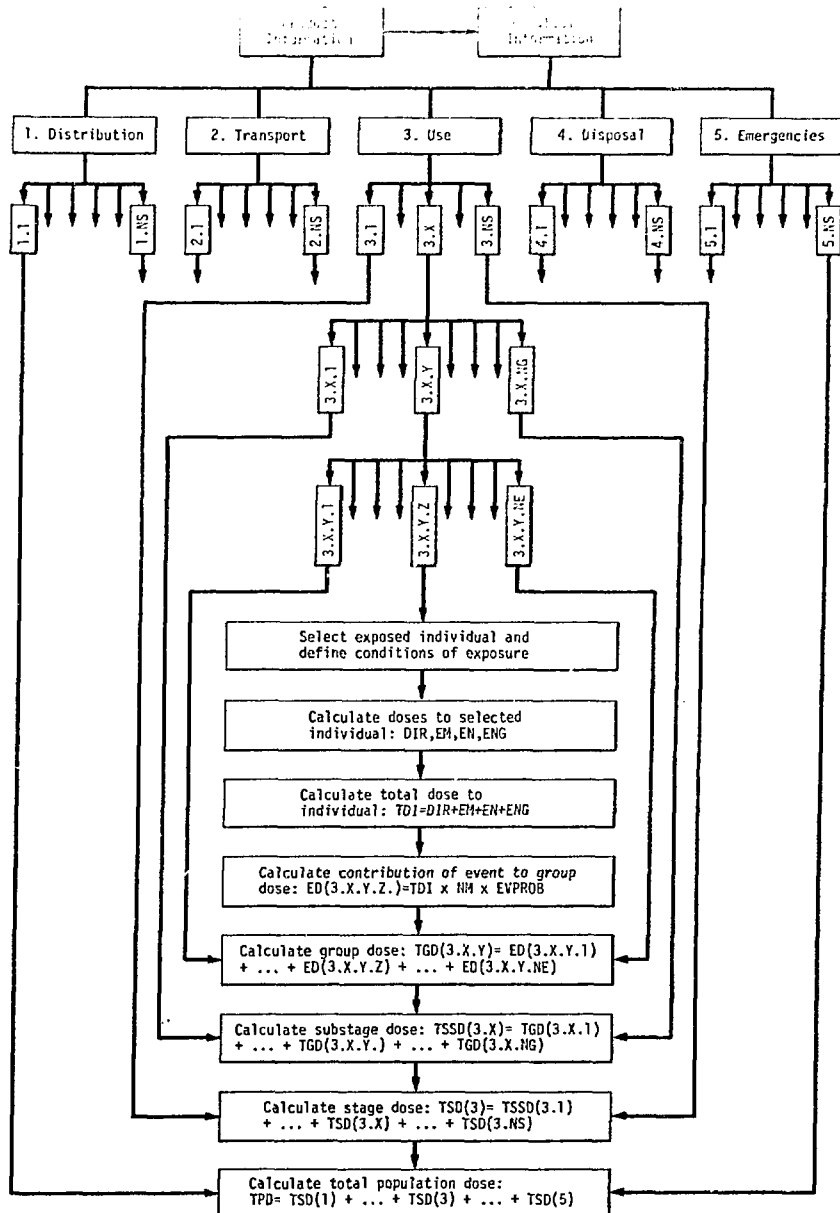 Information
Information
1. Distribution
2. Transport
3. Use
4. Disposal
5. Emergencies
1.1
1.NS
2.1
2.NS
3.1
3.X
3.NS
4.1
4.NS
5.1
5.NS
3.X.1
3.X.Y
3.X.NG
3.X.Y.1
3.X.Y.Z
3.X.Y.NE
Select exposed individual and
define conditions of exposure
Calculate doses to selected
individual: DIR,EM,EN,ENG
Calculate total dose to
individual: TDI=DIR+EM+EN+ENG
Calculate contribution of event to group
dose: ED(3.X.Y.Z.)=TDI x NM x EVPROB
Calculate group dose: TGD(3.X.Y)= ED(3.X.Y.1)
+ ... + ED(3.X.Y.Z) + ... + ED(3.X.Y.NE)
Calculate substage dose: TSSD(3.X)= TGD(3.X.1)
+ ... + TGD(3.X.Y.) + ... + TGD(3.X.NG)
Calculate stage dose: TSD(3)= TSSD(3.1)
+ ... + TSD(3.X) + ... + TSD(3.NS)
Calculate total population dose:
TPD= TSD(1) + ... + TSD(3) + ... + TSD(5)